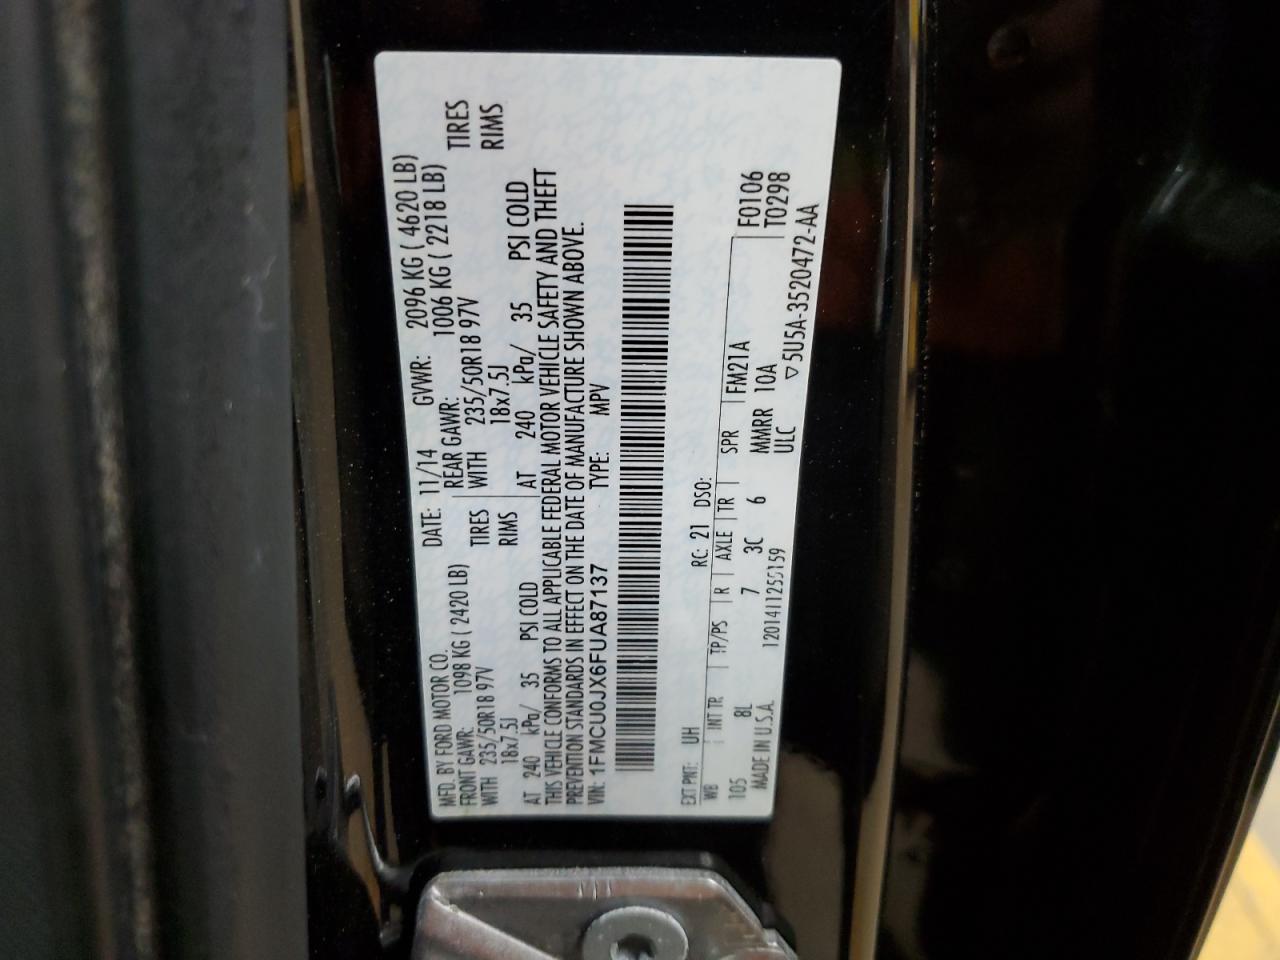 MFD. BY FORD MOTOR CO. DATE: 11/14 GVWR: 2096 KG ( 4620 LB)
FRONT GAWR: 1098 KG ( 2420 LB) REAR GAWR: 1006 KG ( 2218 LB)
WITH 235/50R18 97V TIRES WITH 235/50R18 97V TIRES
18x7.5J RIMS 18x7.5J RIMS
AT 240 kPa/ 35 PSI COLD AT 240 kPa/ 35 PSI COLD
THIS VEHICLE CONFORMS TO ALL APPLICABLE FEDERAL MOTOR VEHICLE SAFETY AND THEFT
PREVENTION STANDARDS IN EFFECT ON THE DATE OF MANUFACTURE SHOWN ABOVE.
VIN: 1FMCU0JX6FUA87137 TYPE: MPV
EXT PNT: UH RC: 21 DSO: F0106
WB INT TR TP/PS R AXLE TR SPR FM21A T0298
105 8L 7 3C 6 MMRR 10A
MADE IN U.S.A. 1201411255159 ULC ▽5U5A-3520472-AA